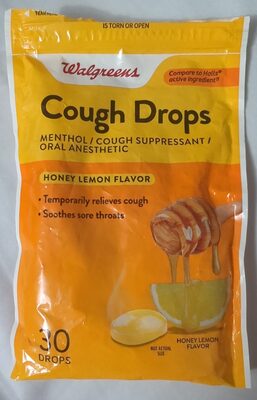 IS TORN OR OPEN
Walgreens
Compare to Halls®
active ingredient††
Cough Drops
MENTHOL / COUGH SUPPRESSANT /
ORAL ANESTHETIC
HONEY LEMON FLAVOR
• Temporarily relieves cough
• Soothes sore throats
30
DROPS
NOT ACTUAL
SIZE
HONEY LEMON
FLAVOR